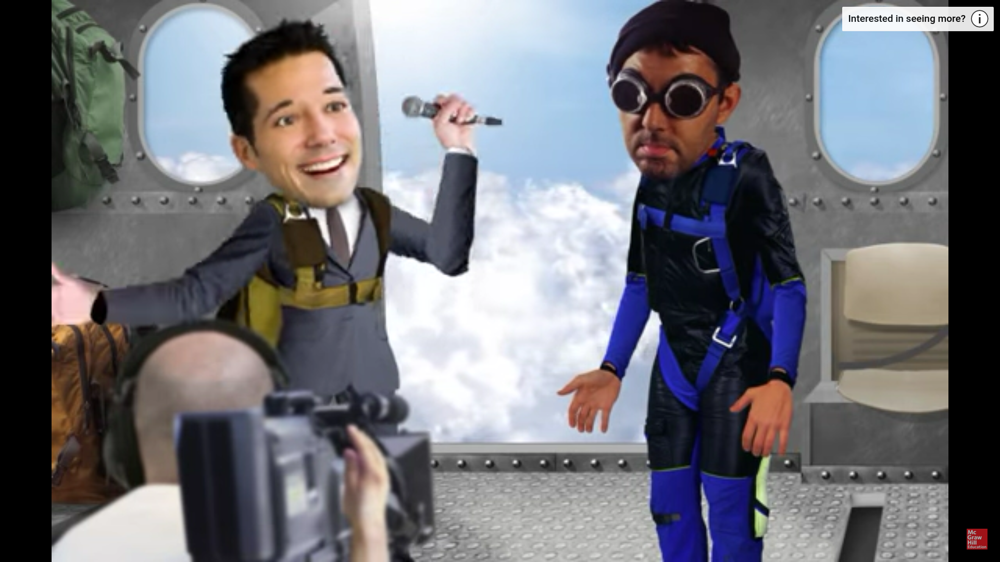 Interested in seeing more?
Mc
Graw
Hill
Education